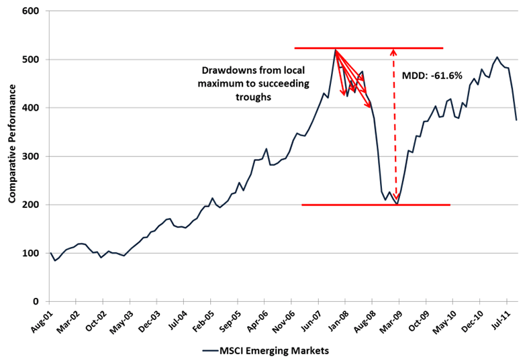 Comparative Performance
600
500
400
300
200
100
0
Drawdowns from local
maximum to succeeding
troughs
MDD: -61.6%
Aug-01
Mar-02
Oct-02
May-03
Dec-03
Jul-04
Feb-05
Sep-05
Apr-06
Nov-06
Jun-07
Jan-08
Aug-08
Mar-09
Oct-09
May-10
Dec-10
Jul-11
MSCI Emerging Markets